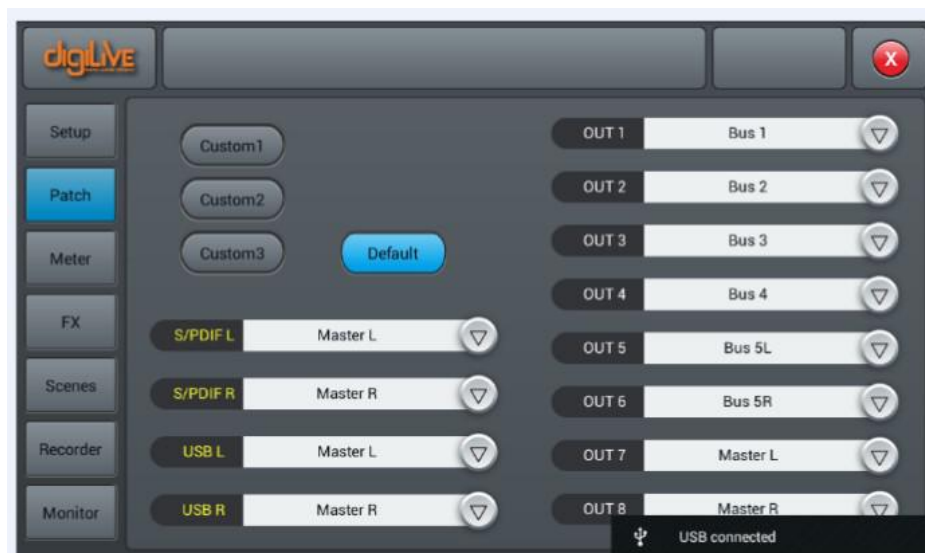 digiLiVE
X
Setup
Patch
Meter
FX
Scenes
Recorder
Monitor
Custom1
Custom2
Custom3
Default
S/PDIF L Master L
S/PDIF R Master R
USB L Master L
USB R Master R
OUT 1 Bus 1
OUT 2 Bus 2
OUT 3 Bus 3
OUT 4 Bus 4
OUT 5 Bus 5L
OUT 6 Bus 5R
OUT 7 Master L
OUT 8 Master R
USB connected